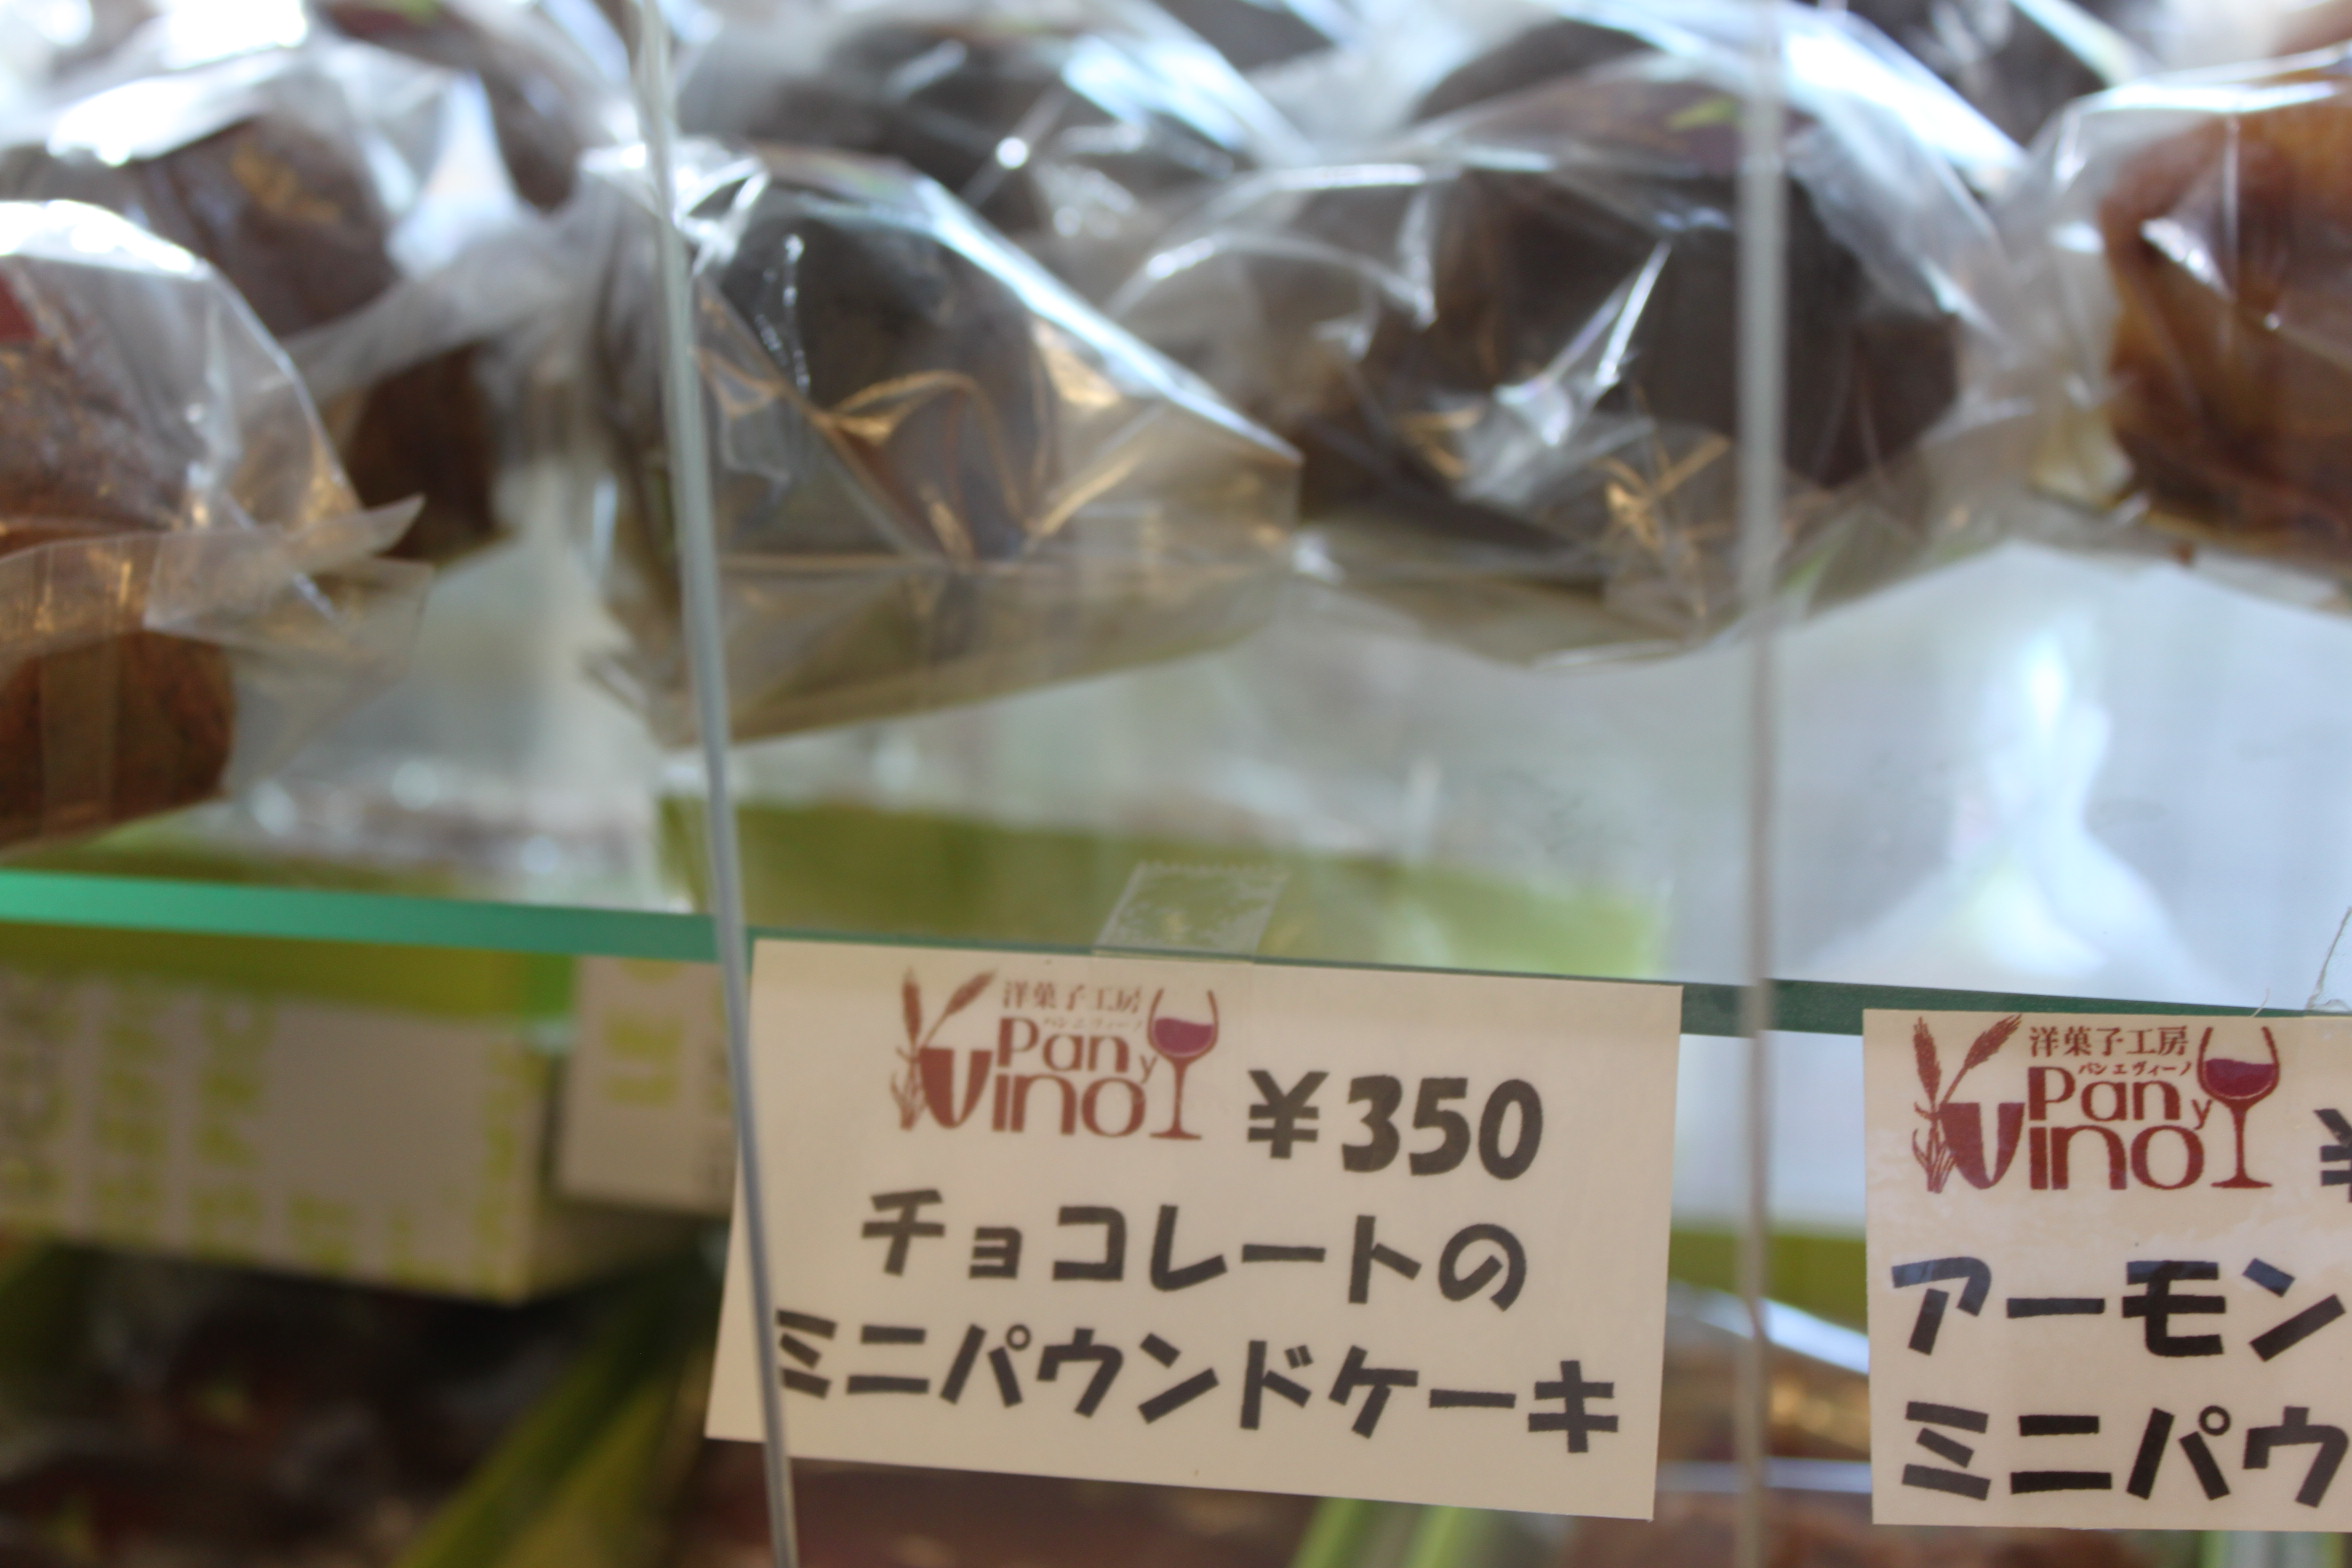 洋菓子工房
パン エ ヴィーノ
Pan y
Vino
￥350
チョコレートの
ミニパウンドケーキ
洋菓子工房
パン エ ヴィーノ
Pan y
Vino
￥
アーモン
ミニパウ